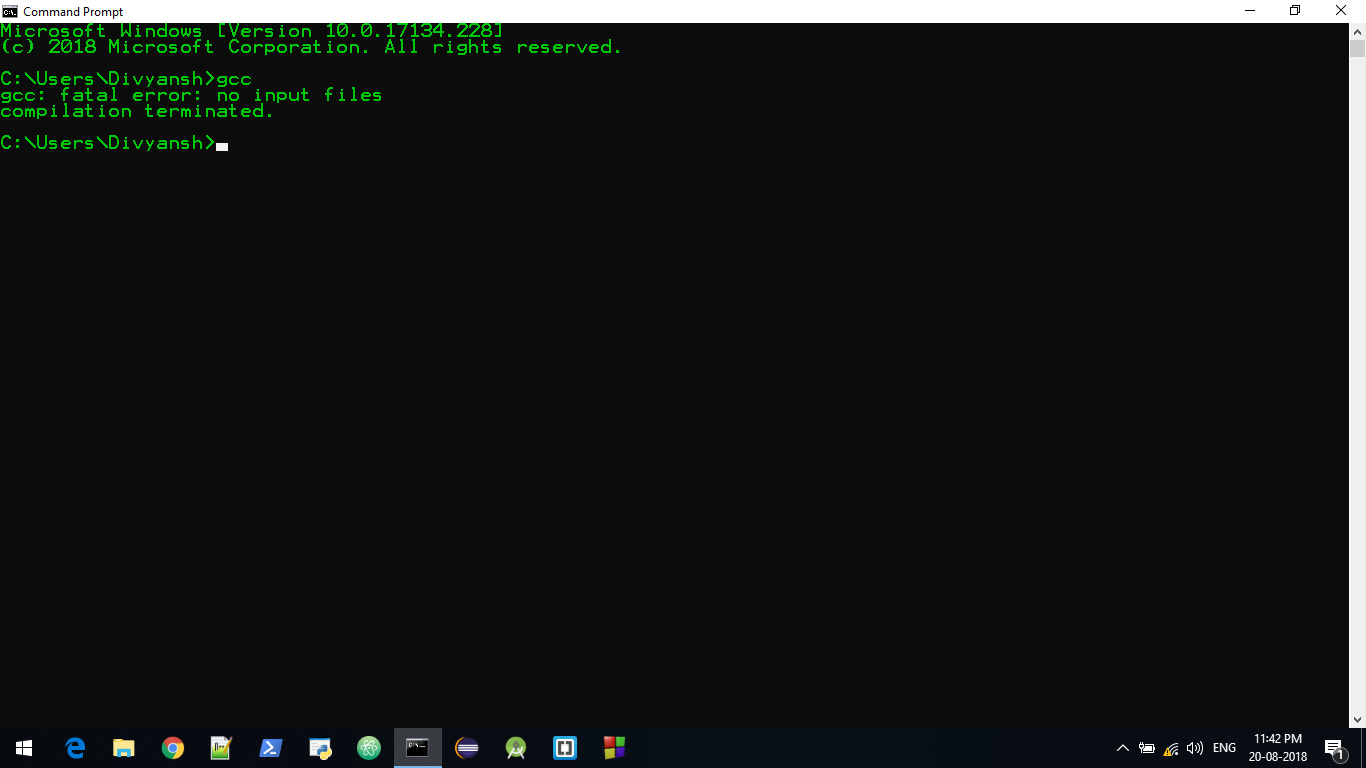 Command Prompt
Microsoft Windows [Version 10.0.17134.228]
(c) 2018 Microsoft Corporation. All rights reserved.
C:\Users\Divyansh>gcc
gcc: fatal error: no input files
compilation terminated.
C:\Users\Divyansh>
ENG
11:42 PM
20-08-2018
1